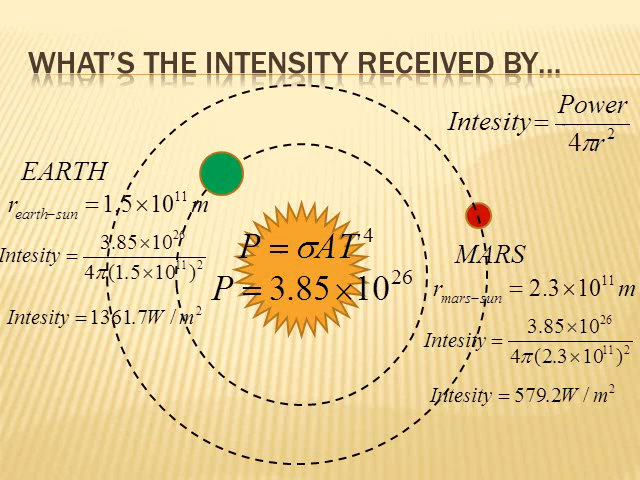 WHAT'S THE INTENSITY RECEIVED BY…
Intesity = Power / 4πr²
EARTH
r_earth–sun = 1.5×10¹¹ m
Intesity = 3.85×10²⁶ / 4π(1.5×10¹¹)²
Intesity = 1361.7W / m²
P = σAT⁴
P = 3.85×10²⁶
MARS
r_mars–sun = 2.3×10¹¹ m
Intesity = 3.85×10²⁶ / 4π(2.3×10¹¹)²
Intesity = 579.2W / m²